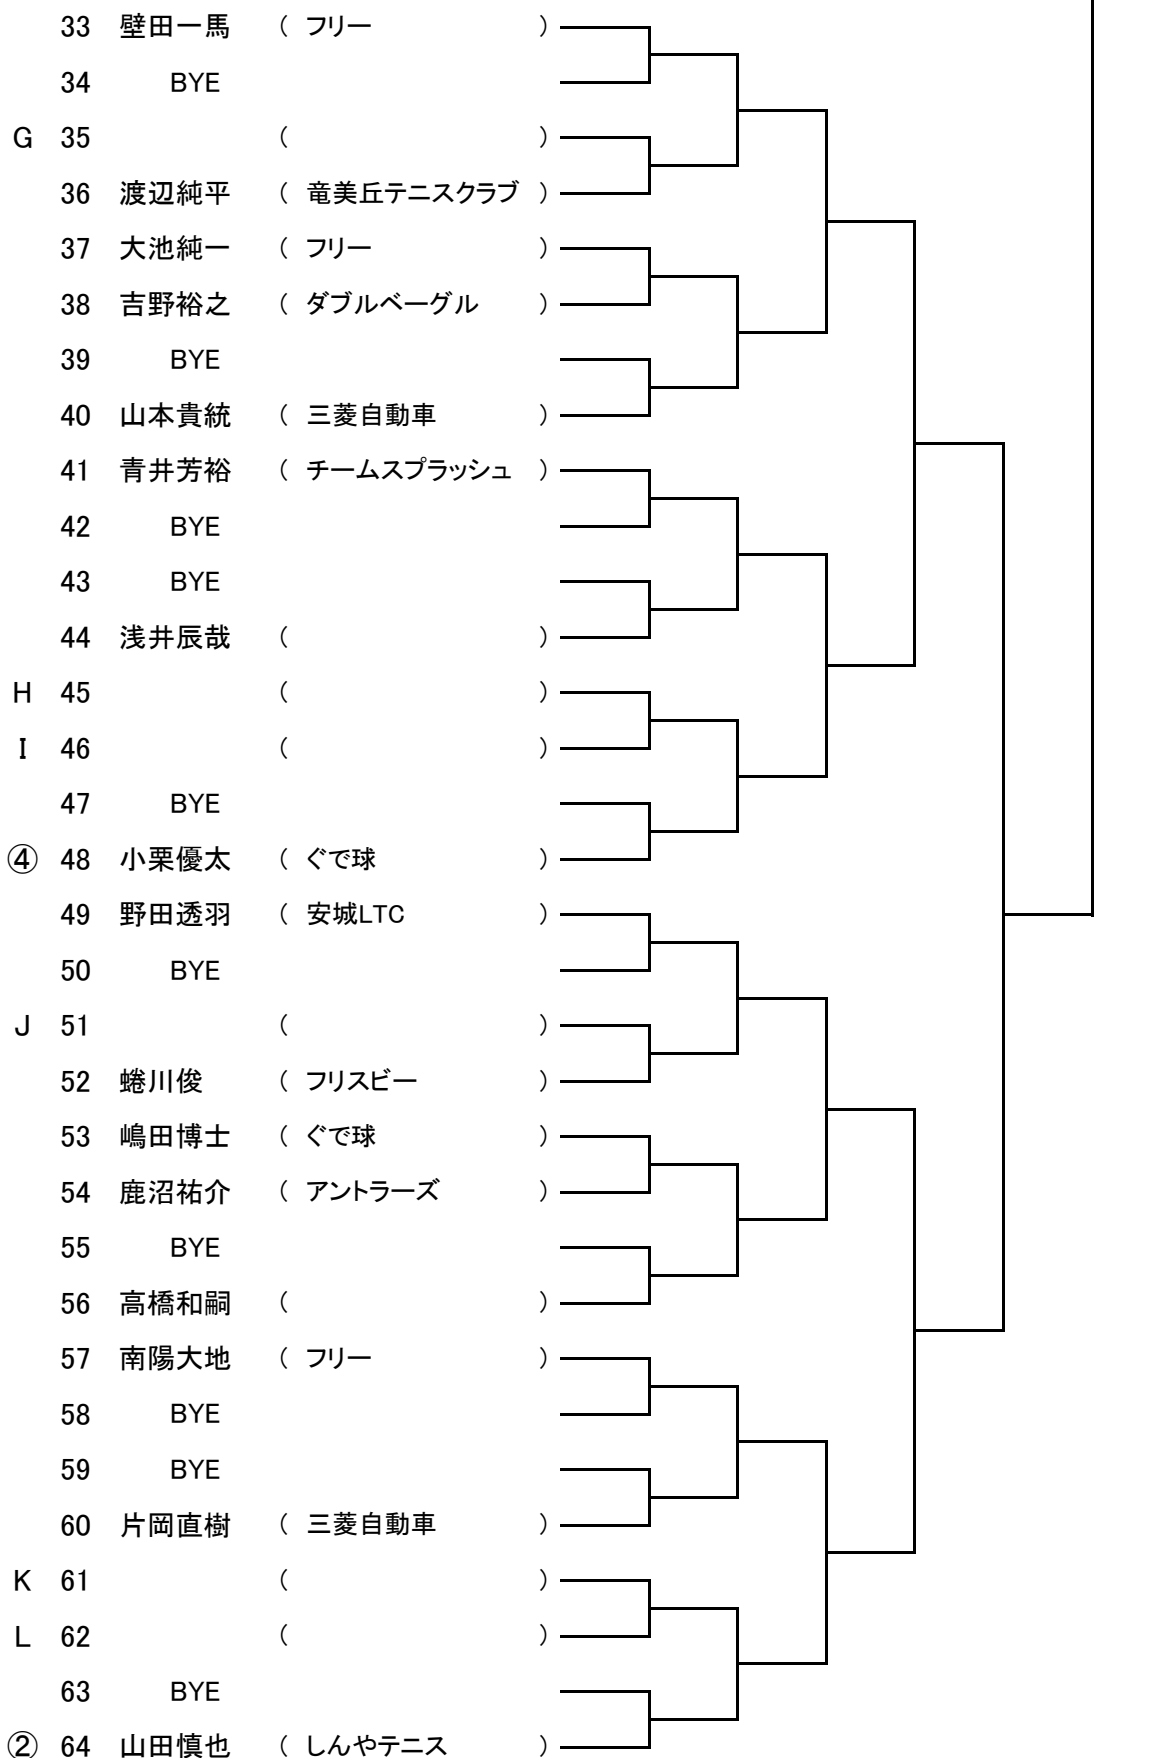 33 壁田一馬 ( フリー )
34 BYE
G 35 ( )
36 渡辺純平 ( 竜美丘テニスクラブ )
37 大池純一 ( フリー )
38 吉野裕之 ( ダブルベーグル )
39 BYE
40 山本貴統 ( 三菱自動車 )
41 青井芳裕 ( チームスプラッシュ )
42 BYE
43 BYE
44 浅井辰哉 ( )
H 45 ( )
I 46 ( )
47 BYE
④ 48 小栗優太 ( ぐで球 )
49 野田透羽 ( 安城LTC )
50 BYE
J 51 ( )
52 蜷川俊 ( フリスビー )
53 嶋田博士 ( ぐで球 )
54 鹿沼祐介 ( アントラーズ )
55 BYE
56 高橋和嗣 ( )
57 南陽大地 ( フリー )
58 BYE
59 BYE
60 片岡直樹 ( 三菱自動車 )
K 61 ( )
L 62 ( )
63 BYE
② 64 山田慎也 ( しんやテニス )